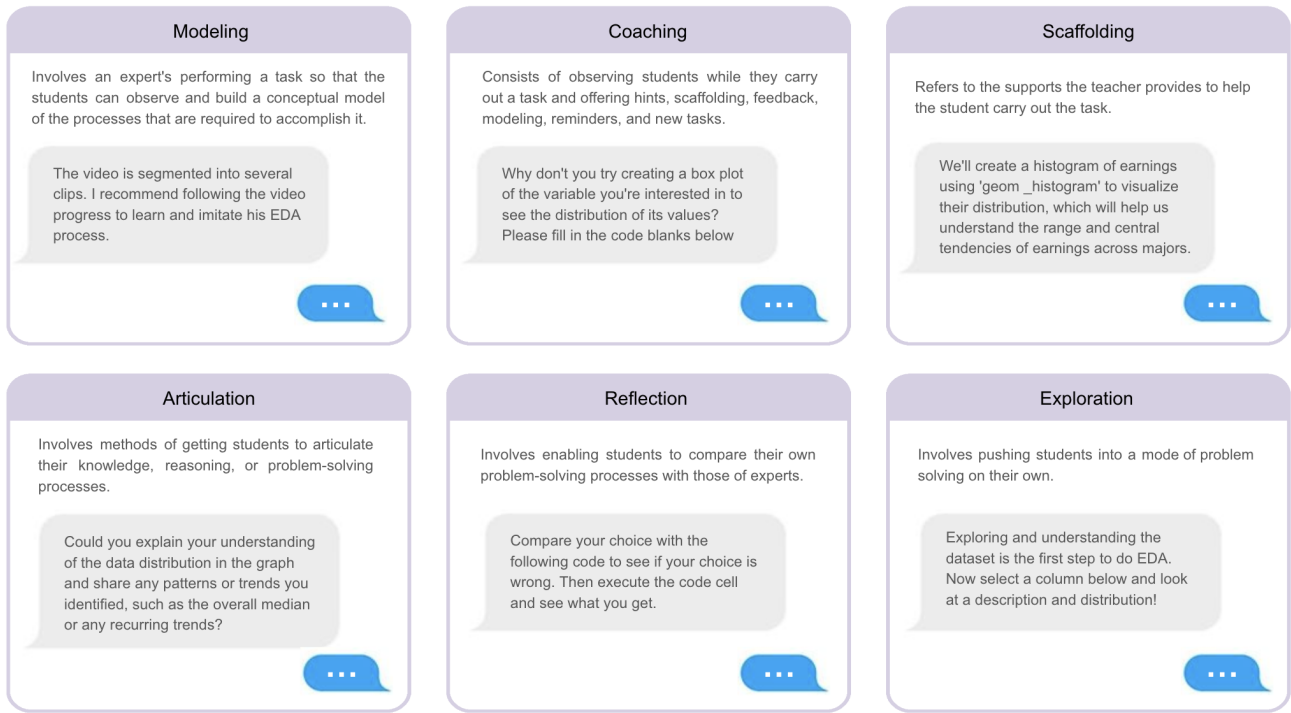 Modeling
Involves an expert's performing a task so that the
students can observe and build a conceptual model
of the processes that are required to accomplish it.
The video is segmented into several
clips. I recommend following the video
progress to learn and imitate his EDA
process.
Coaching
Consists of observing students while they carry
out a task and offering hints, scaffolding, feedback,
modeling, reminders, and new tasks.
Why don't you try creating a box plot
of the variable you're interested in to
see the distribution of its values?
Please fill in the code blanks below
Scaffolding
Refers to the supports the teacher provides to help
the student carry out the task.
We'll create a histogram of earnings
using 'geom _histogram' to visualize
their distribution, which will help us
understand the range and central
tendencies of earnings across majors.
Articulation
Involves methods of getting students to articulate
their knowledge, reasoning, or problem-solving
processes.
Could you explain your understanding
of the data distribution in the graph
and share any patterns or trends you
identified, such as the overall median
or any recurring trends?
Reflection
Involves enabling students to compare their own
problem-solving processes with those of experts.
Compare your choice with the
following code to see if your choice is
wrong. Then execute the code cell
and see what you get.
Exploration
Involves pushing students into a mode of problem
solving on their own.
Exploring and understanding the
dataset is the first step to do EDA.
Now select a column below and look
at a description and distribution!